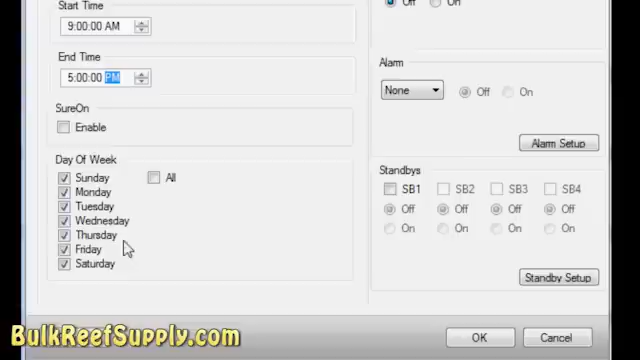 Start Time
9:00:00 AM
End Time
5:00:00 PM
SureOn
Enable
Day Of Week
Sunday
All
Monday
Tuesday
Wednesday
Thursday
Friday
Saturday
Off On
Alarm
None
Off On
Alarm Setup
Standbys
SB1 SB2 SB3 SB4
Off Off Off Off
On On On On
Standby Setup
OK
Cancel
BulkReefSupply.com